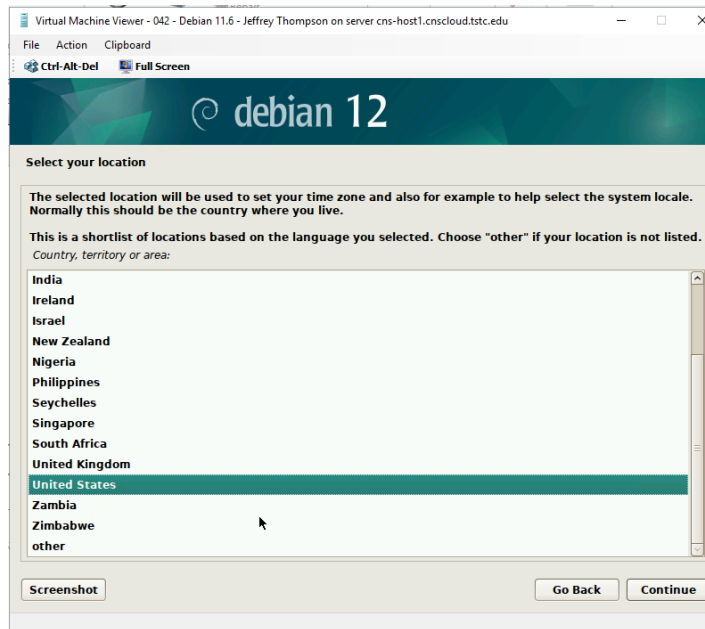 Virtual Machine Viewer - 042 - Debian 11.6 - Jeffrey Thompson on server cns-host1.cnscloud.tstc.edu
File Action Clipboard
Ctrl-Alt-Del Full Screen
debian 12
Select your location
The selected location will be used to set your time zone and also for example to help select the system locale.
Normally this should be the country where you live.
This is a shortlist of locations based on the language you selected. Choose "other" if your location is not listed.
Country, territory or area:
India
Ireland
Israel
New Zealand
Nigeria
Philippines
Seychelles
Singapore
South Africa
United Kingdom
United States
Zambia
Zimbabwe
other
Screenshot Go Back Continue